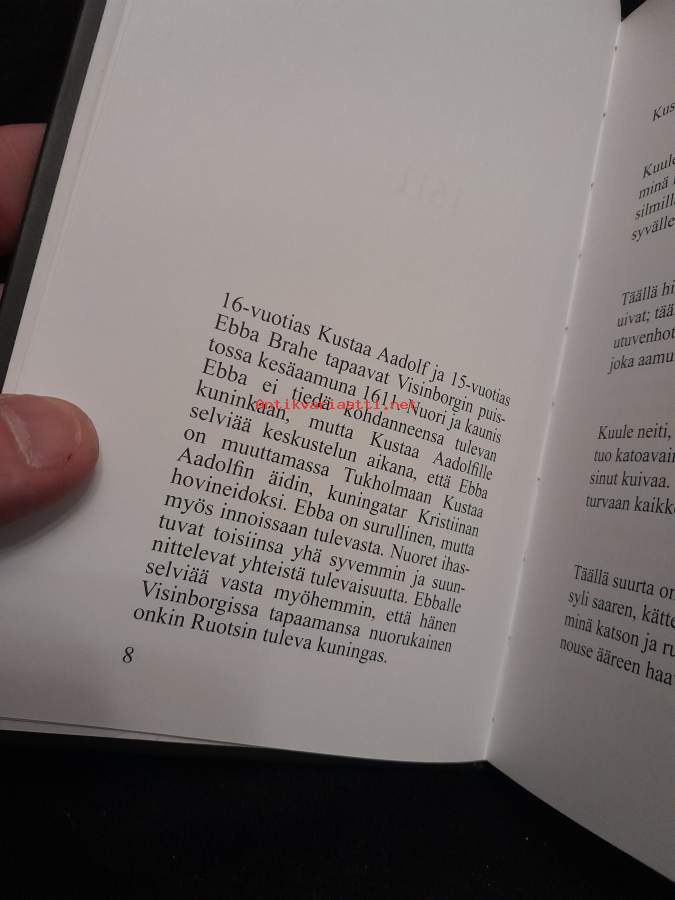 16-vuotias Kustaa Aadolf ja 15-vuotias
Ebba Brahe tapaavat Visinborgin puis-
tossa kesäaamuna 1611. Nuori ja kaunis
Ebba ei tiedä kohdanneensa tulevan
kuninkaan, mutta Kustaa Aadolfille
selviää keskustelun aikana, että Ebba
on muuttamassa Tukholmaan Kustaa
Aadolfin äidin, kuningatar Kristiinan
hovineidoksi. Ebba on surullinen, mutta
myös innoissaan tulevasta. Nuoret ihas-
tuvat toisiinsa yhä syvemmin ja suun-
nittelevat yhteistä tulevaisuutta. Ebballe
selviää vasta myöhemmin, että hänen
Visinborgissa tapaamansa nuorukainen
onkin Ruotsin tuleva kuningas.
8
Antikvariaatti.net
Kus
Kuule
minä
silmill
syvälle
Täällä hi
uivat; tää
utuvenhot
joka aamu
Kuule neiti,
tuo katoavain
sinut kuivaa.
turvaan kaikk
Täällä suurta on
syli saaren, kätte
minä katson ja ru
nouse ääreen haa